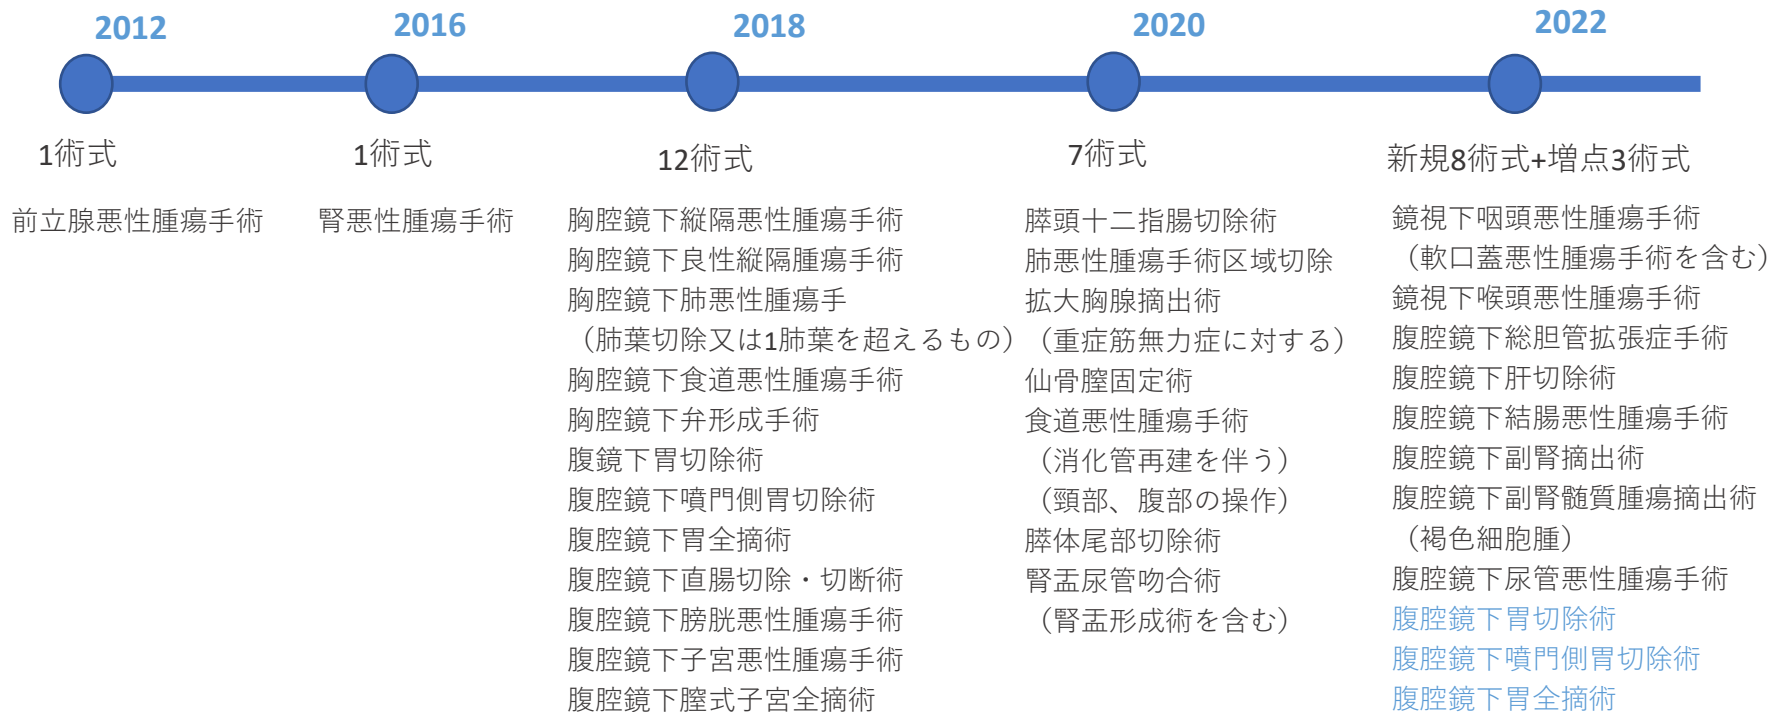 2012
1術式
前立腺悪性腫瘍手術
2016
1術式
腎悪性腫瘍手術
2018
12術式
胸腔鏡下縦隔悪性腫瘍手術
胸腔鏡下良性縦隔腫瘍手術
胸腔鏡下肺悪性腫瘍手
（肺葉切除又は1肺葉を超えるもの）
胸腔鏡下食道悪性腫瘍手術
胸腔鏡下弁形成手術
腹鏡下胃切除術
腹腔鏡下噴門側胃切除術
腹腔鏡下胃全摘術
腹腔鏡下直腸切除・切断術
腹腔鏡下膀胱悪性腫瘍手術
腹腔鏡下子宮悪性腫瘍手術
腹腔鏡下膣式子宮全摘術
2020
7術式
膵頭十二指腸切除術
肺悪性腫瘍手術区域切除
拡大胸腺摘出術
（重症筋無力症に対する）
仙骨膣固定術
食道悪性腫瘍手術
（消化管再建を伴う）
（頸部、腹部の操作）
膵体尾部切除術
腎盂尿管吻合術
（腎盂形成術を含む）
2022
新規8術式+増点3術式
鏡視下咽頭悪性腫瘍手術
（軟口蓋悪性腫瘍手術を含む）
鏡視下喉頭悪性腫瘍手術
腹腔鏡下総胆管拡張症手術
腹腔鏡下肝切除術
腹腔鏡下結腸悪性腫瘍手術
腹腔鏡下副腎摘出術
腹腔鏡下副腎髄質腫瘍摘出術
（褐色細胞腫）
腹腔鏡下尿管悪性腫瘍手術
腹腔鏡下胃切除術
腹腔鏡下噴門側胃切除術
腹腔鏡下胃全摘術